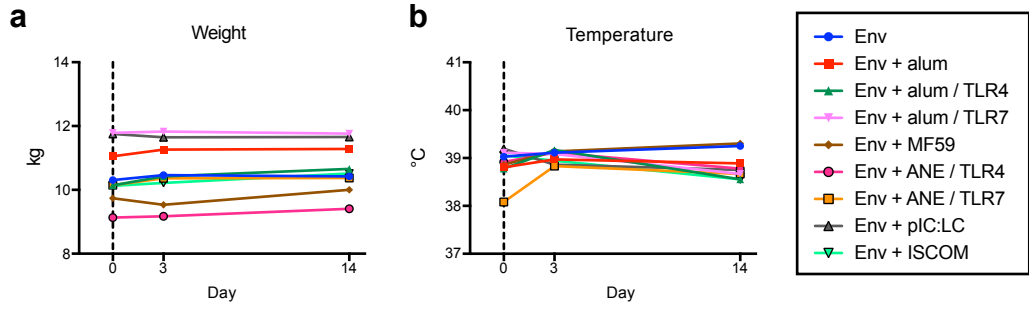 a
Weight
14
12
10
8
kg
0
3
14
Day
b
Temperature
41
40
39
38
37
°C
0
3
14
Day
Env
Env + alum
Env + alum / TLR4
Env + alum / TLR7
Env + MF59
Env + ANE / TLR4
Env + ANE / TLR7
Env + pIC:LC
Env + ISCOM